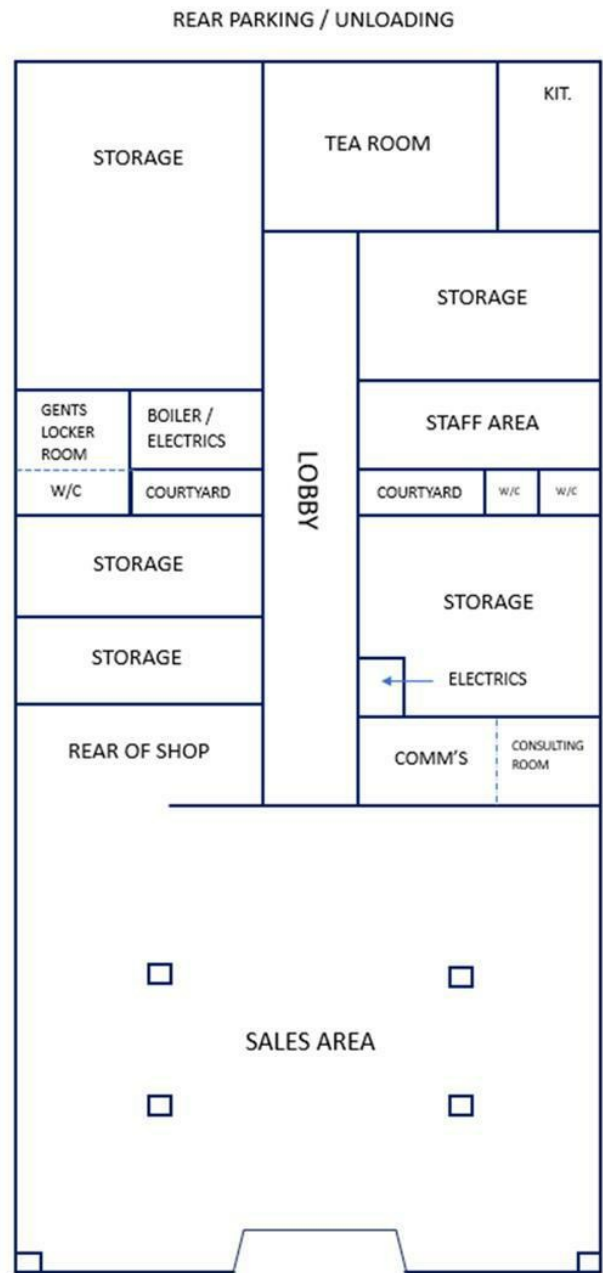 REAR PARKING / UNLOADING
KIT.
TEA ROOM
STORAGE
STORAGE
GENTS
LOCKER
ROOM
BOILER /
ELECTRICS
STAFF AREA
W/C
COURTYARD
LOBBY
COURTYARD
W/C
W/C
STORAGE
STORAGE
STORAGE
ELECTRICS
REAR OF SHOP
COMM'S
CONSULTING
ROOM
SALES AREA